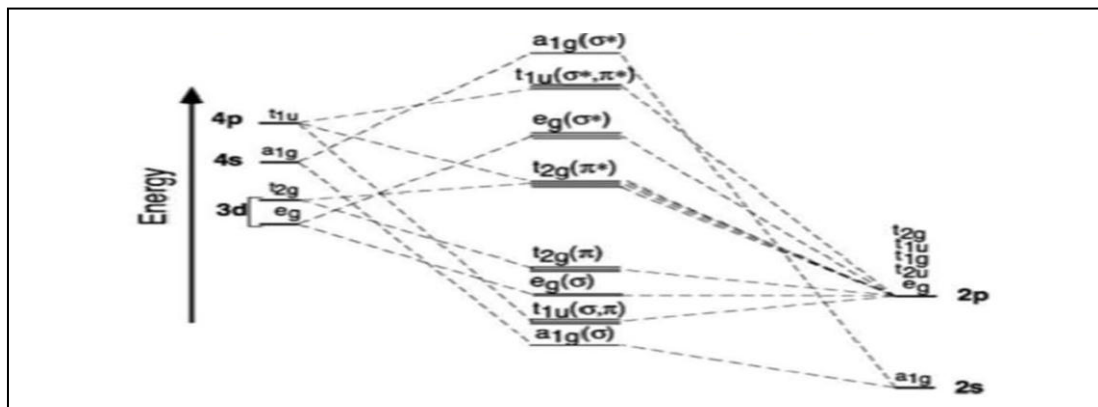 a1g(σ*)
t1u(σ*,π*)
4p t1u
eg(σ*)
4s a1g
t2g(π*)
t2g
3d eg
Energy
t2g
t1u
t1g
t2u
eg 2p
t2g(π)
eg(σ)
t1u(σ,π)
a1g(σ)
a1g 2s